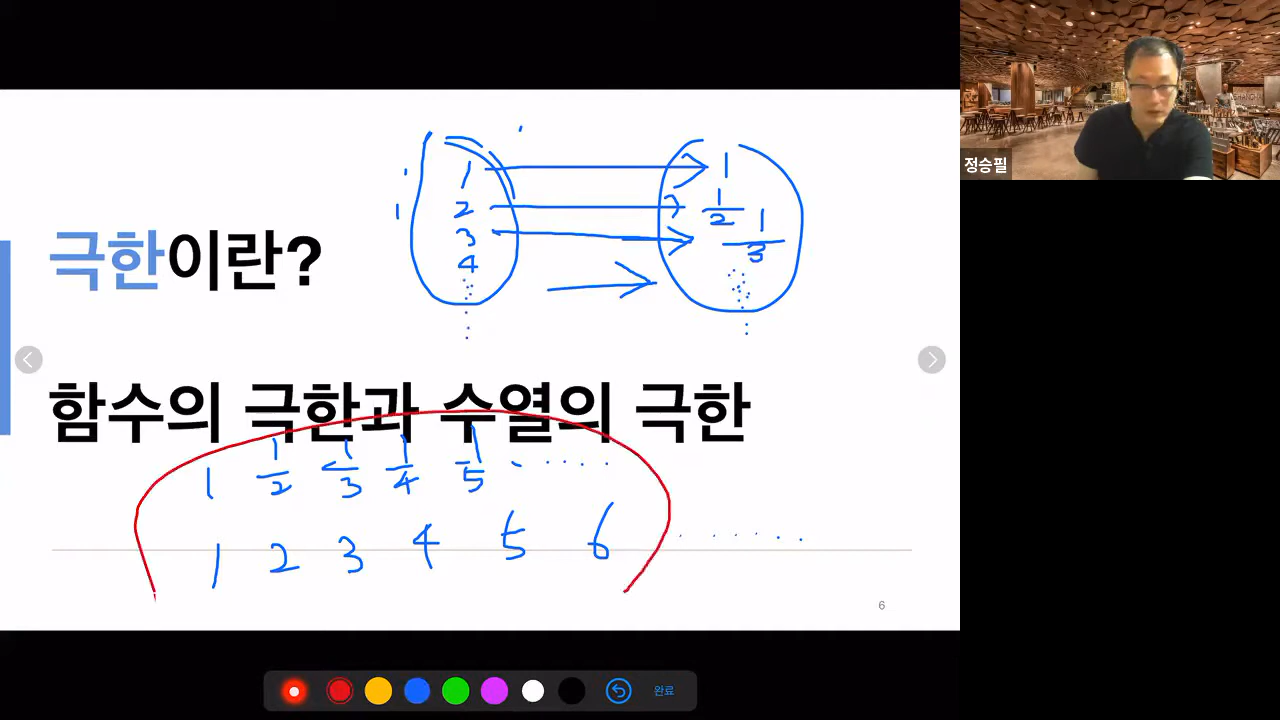 극한이란?
1 1
2 1/2
3 1/3
4
함수의 극한과 수열의 극한
1 1/2 1/3 1/4 1/5 .....
1 2 3 4 5 6 .......
6
정승필
완료